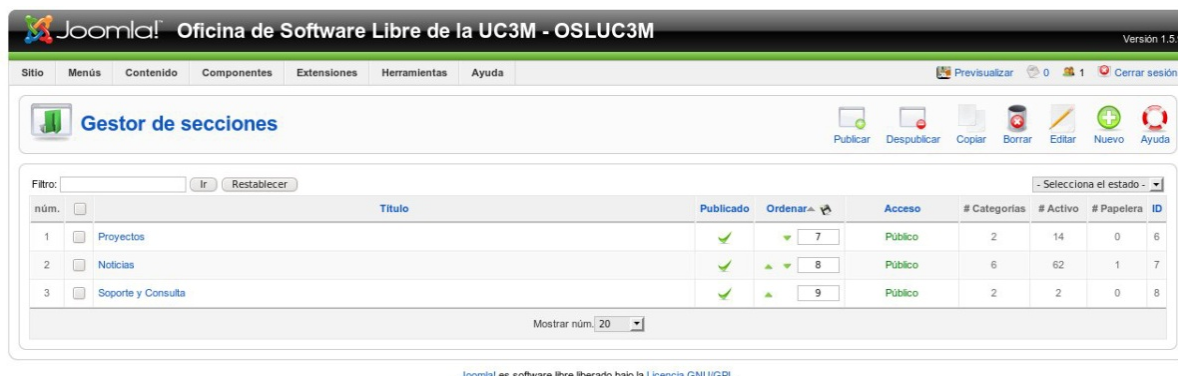 Joomla! Oficina de Software Libre de la UC3M - OSLUC3M
Versión 1.5.
Sitio Menús Contenido Componentes Extensiones Herramientas Ayuda Previsualizar 0 1 Cerrar sesión
Gestor de secciones
Publicar Despublicar Copiar Borrar Editar Nuevo Ayuda
Filtro: Ir Restablecer - Selecciona el estado -
núm. Título Publicado Ordenar Acceso # Categorías # Activo # Papelera ID
1 Proyectos 7 Público 2 14 0 6
2 Noticias 8 Público 6 62 1 7
3 Soporte y Consulta 9 Público 2 2 0 8
Mostrar núm. 20
Joomla! es software libre liberado bajo la Licencia GNU/GPL.